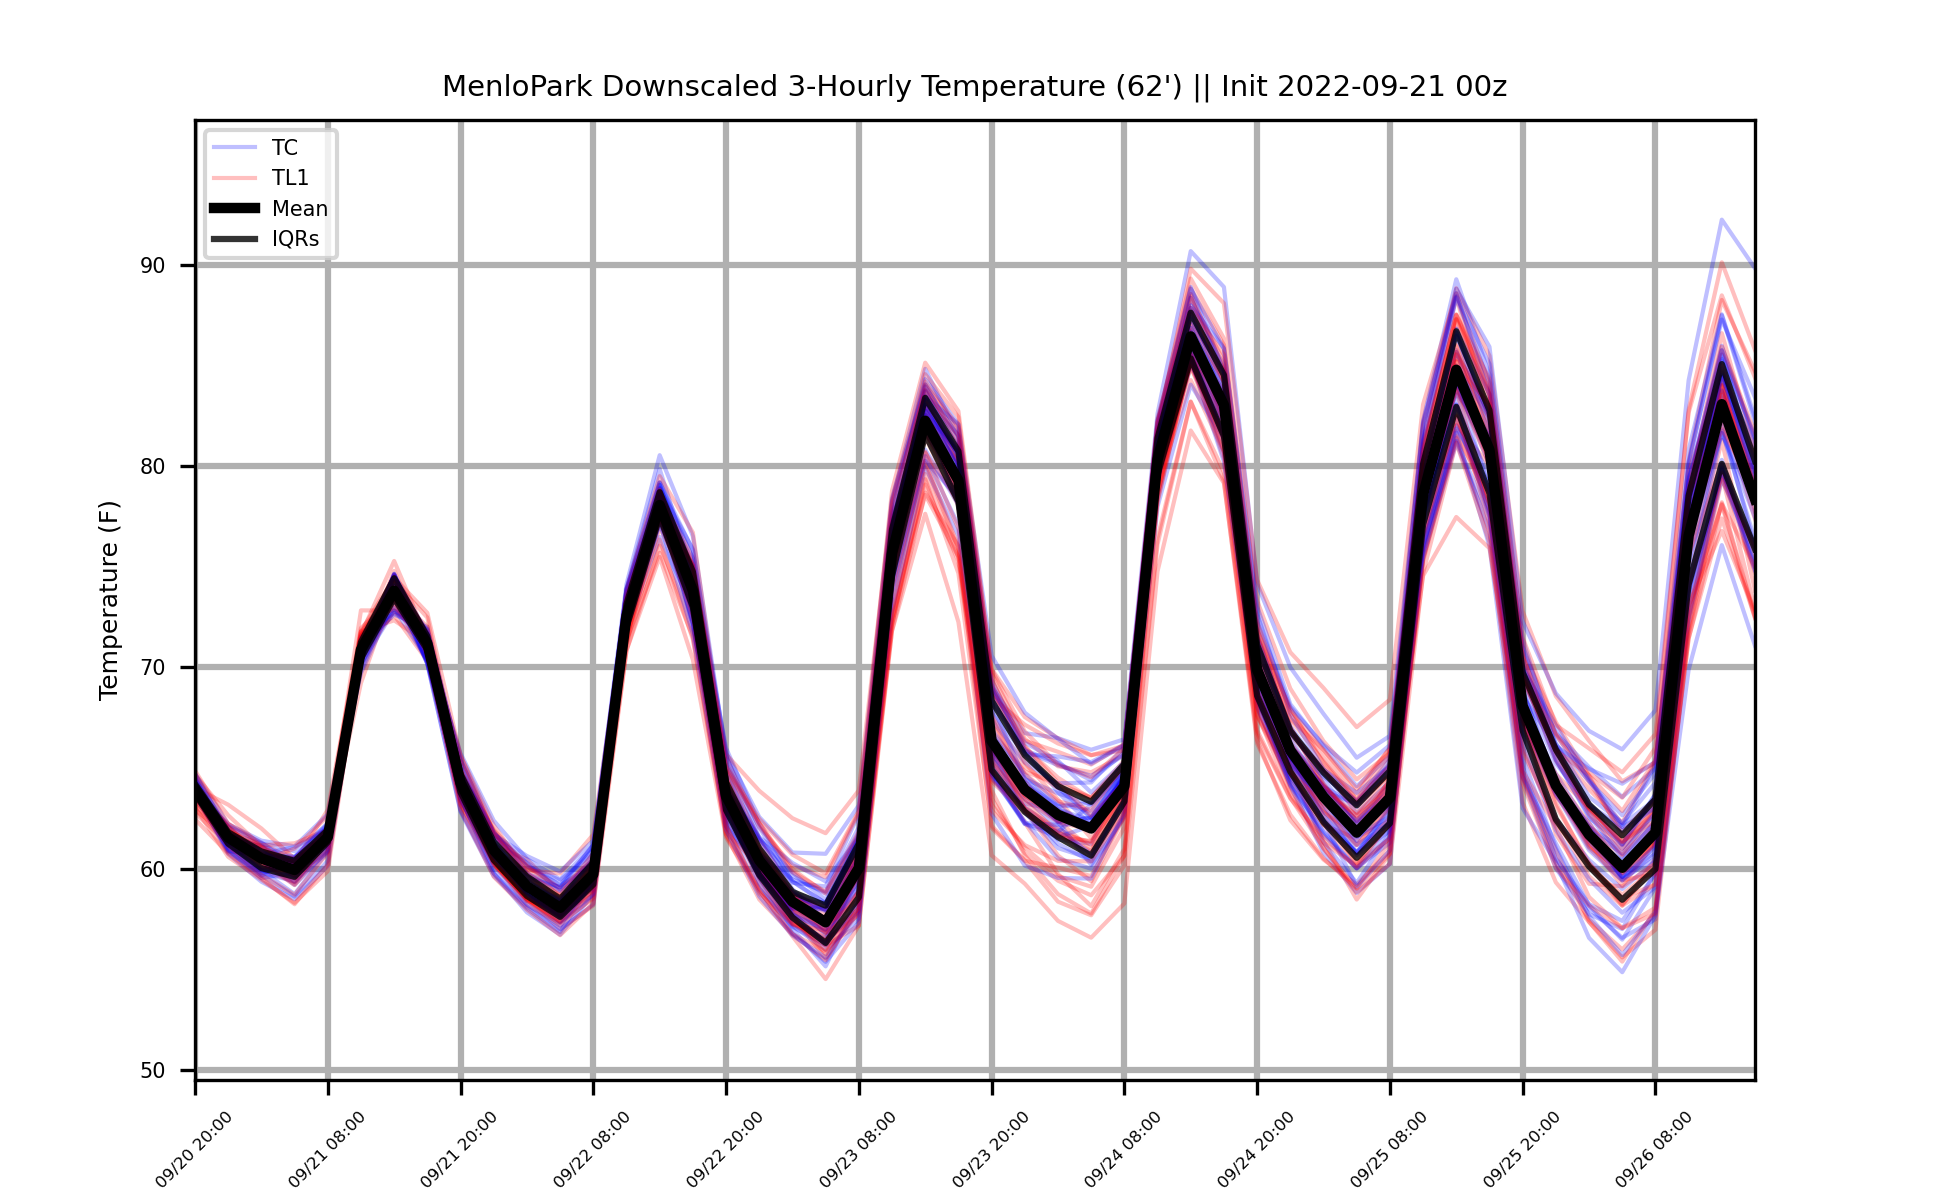 MenloPark Downscaled 3-Hourly Temperature (62') || Init 2022-09-21 00z
TC
TL1
Mean
IQRs
Temperature (F)
90
80
70
60
50
09/20 20:00
09/21 08:00
09/21 20:00
09/22 08:00
09/22 20:00
09/23 08:00
09/23 20:00
09/24 08:00
09/24 20:00
09/25 08:00
09/25 20:00
09/26 08:00